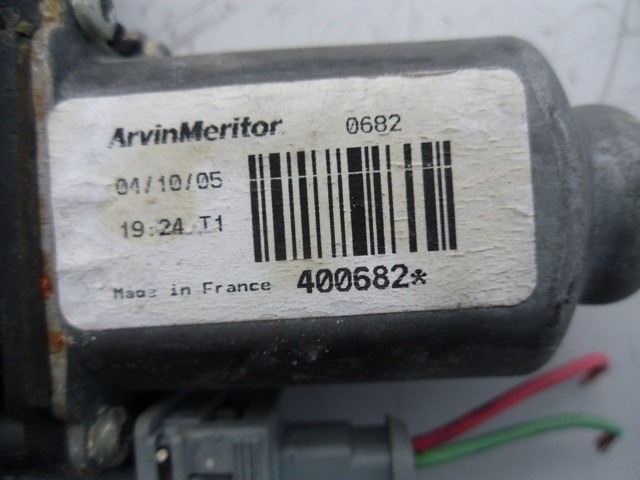 ArvinMeritor 0682
04/10/05
19:24 T1
Made in France 400682*